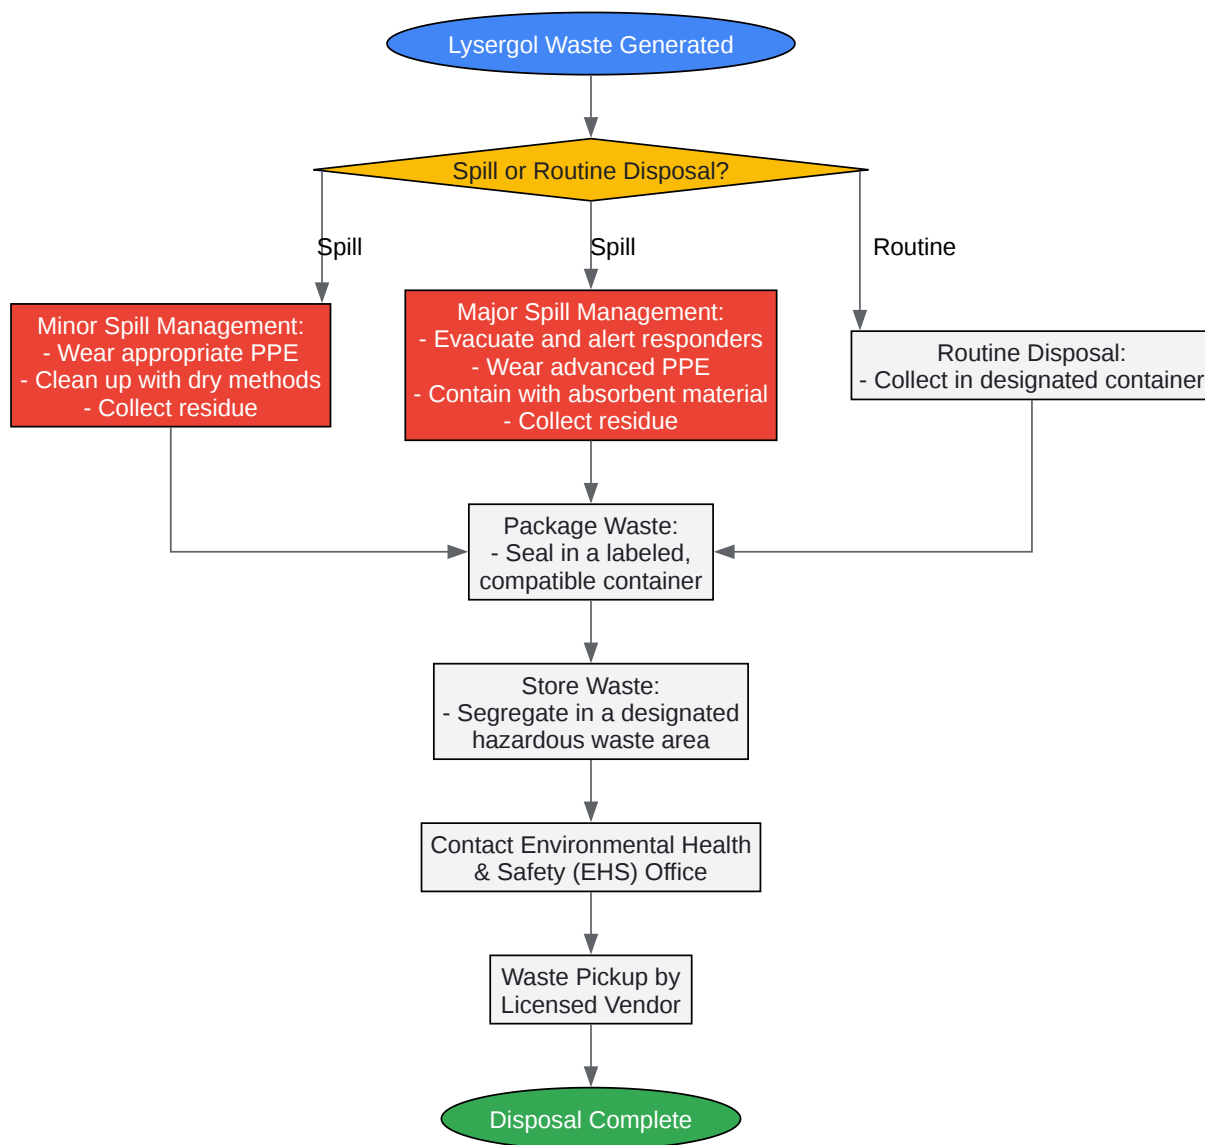 Lysergol Waste Generated
Spill or Routine Disposal?
Spill
Spill
Routine
Minor Spill Management:
- Wear appropriate PPE
- Clean up with dry methods
- Collect residue
Major Spill Management:
- Evacuate and alert responders
- Wear advanced PPE
- Contain with absorbent material
- Collect residue
Routine Disposal:
- Collect in designated container
Package Waste:
- Seal in a labeled,
compatible container
Store Waste:
- Segregate in a designated
hazardous waste area
Contact Environmental Health
& Safety (EHS) Office
Waste Pickup by
Licensed Vendor
Disposal Complete